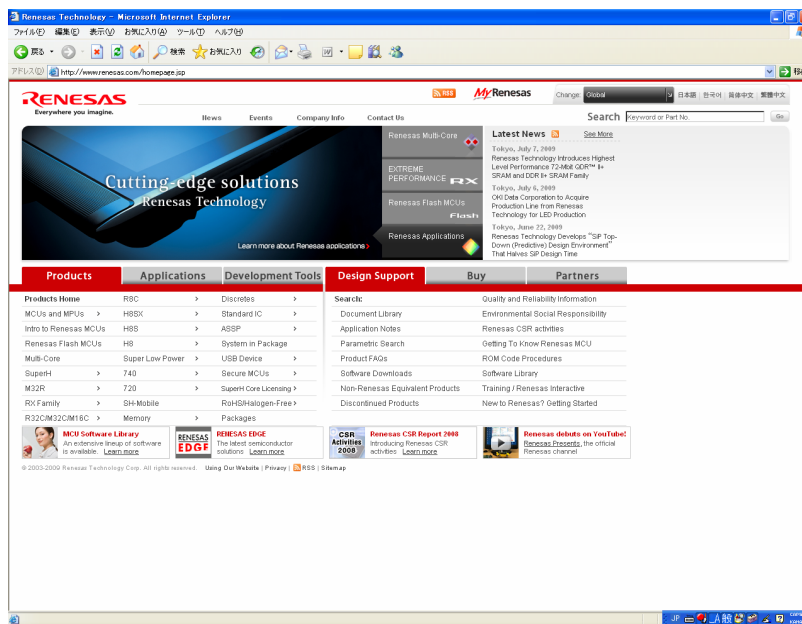 Renesas Technology - Microsoft Internet Explorer
ファイル(F) 編集(E) 表示(V) お気に入り(A) ツール(T) ヘルプ(H)
戻る 検索 お気に入り
アドレス(D) http://www.renesas.com/homepage.jsp
RENESAS
Everywhere you imagine.
RSS MyRenesas Change: Global 日本語 | 한국어 | 简体中文 | 繁體中文
News Events Company Info Contact Us Search Keyword or Part No. Go
Cutting-edge solutions
Renesas Technology
Learn more about Renesas applications
Renesas Multi-Core
EXTREME
PERFORMANCE RX
Renesas Flash MCUs
Flash
Renesas Applications
Latest News See More
Tokyo, July 7, 2009
Renesas Technology Introduces Highest
Level Performance 72-Mbit QDR™ II+
SRAM and DDR II+ SRAM Family
Tokyo, July 6, 2009
OKI Data Corporation to Acquire
Production Line from Renesas
Technology for LED Production
Tokyo, June 22, 2009
Renesas Technology Develops "SiP Top-
Down (Predictive) Design Environment"
That Halves SiP Design Time
Products Applications Development Tools Design Support Buy Partners
Products Home R8C > Discretes > Search: Quality and Reliability Information
MCUs and MPUs > H8SX > Standard IC > Document Library Environmental Social Responsibility
Intro to Renesas MCUs H8S > ASSP > Application Notes Renesas CSR activities
Renesas Flash MCUs H8 > System in Package Parametric Search Getting To Know Renesas MCU
Multi-Core Super Low Power > USB Device > Product FAQs ROM Code Procedures
SuperH > 740 > Secure MCUs > Software Downloads Software Library
M32R > 720 > SuperH Core Licensing > Non-Renesas Equivalent Products Training / Renesas Interactive
RX Family > SH-Mobile RoHS/Halogen-Free > Discontinued Products New to Renesas? Getting Started
R32C/M32C/M16C > Memory > Packages
MCU Software Library
An extensive lineup of software
is available. Learn more
RENESAS
EDGE
RENESAS EDGE
The latest semiconductor
solutions Learn more
CSR
Activities
2008
Renesas CSR Report 2008
Introducing Renesas CSR
activities Learn more
Renesas debuts on YouTube!
Renesas Presents, the official
Renesas channel
© 2003-2009 Renesas Technology Corp. All rights reserved. Using Our Website | Privacy | RSS | Sitemap
JP A 般